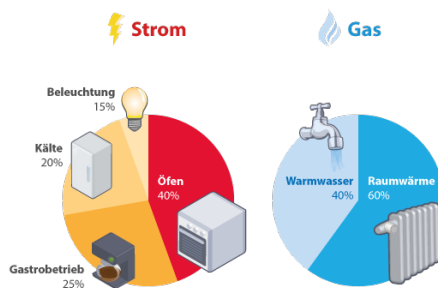 Strom
Gas
Beleuchtung
15%
Kälte
20%
Öfen
40%
Gastrobetrieb
25%
Warmwasser
40%
Raumwärme
60%